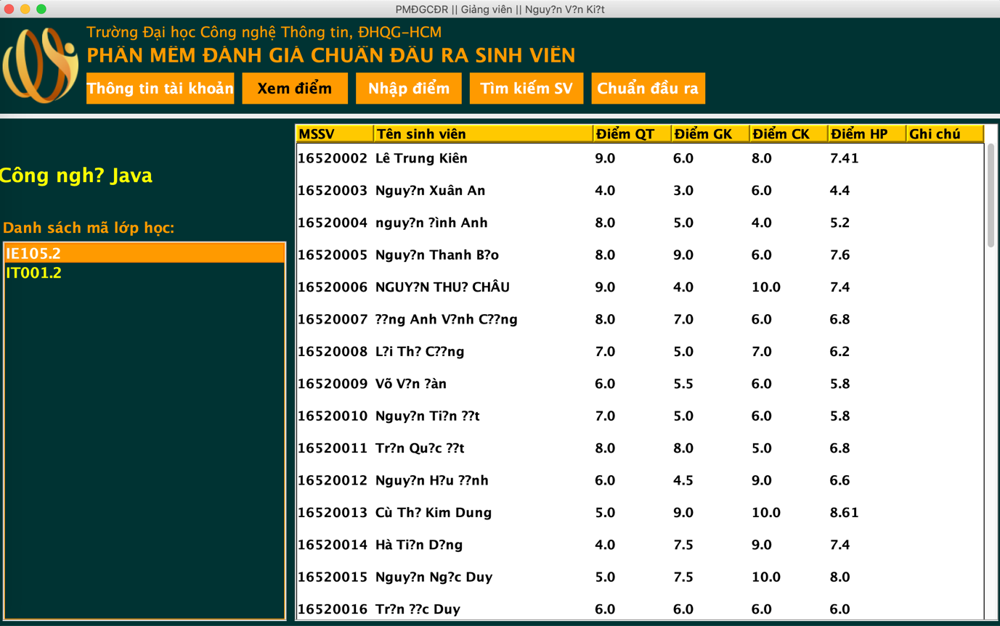 PMĐGCĐR || Giảng viên || Nguy?n V?n Ki?t
Trường Đại học Công nghệ Thông tin, ĐHQG-HCM
PHẦN MỀM ĐÁNH GIÁ CHUẨN ĐẦU RA SINH VIÊN
Thông tin tài khoản Xem điểm Nhập điểm Tìm kiếm SV Chuẩn đầu ra
Công ngh? Java
Danh sách mã lớp học:
IE105.2
IT001.2
MSSV Tên sinh viên Điểm QT Điểm GK Điểm CK Điểm HP Ghi chú
16520002 Lê Trung Kiên 9.0 6.0 8.0 7.41
16520003 Nguy?n Xuân An 4.0 3.0 6.0 4.4
16520004 nguy?n ?ình Anh 8.0 5.0 4.0 5.2
16520005 Nguy?n Thanh B?o 8.0 9.0 6.0 7.6
16520006 NGUY?N THU? CHÂU 9.0 4.0 10.0 7.4
16520007 ??ng Anh V?nh C??ng 8.0 7.0 6.0 6.8
16520008 L?i Th? C??ng 7.0 5.0 7.0 6.2
16520009 Võ V?n ?àn 6.0 5.5 6.0 5.8
16520010 Nguy?n Ti?n ??t 7.0 5.0 6.0 5.8
16520011 Tr?n Qu?c ??t 8.0 8.0 5.0 6.8
16520012 Nguy?n H?u ??nh 6.0 4.5 9.0 6.6
16520013 Cù Th? Kim Dung 5.0 9.0 10.0 8.61
16520014 Hà Ti?n D?ng 4.0 7.5 9.0 7.4
16520015 Nguy?n Ng?c Duy 5.0 7.5 10.0 8.0
16520016 Tr?n ??c Duy 6.0 6.0 6.0 6.0